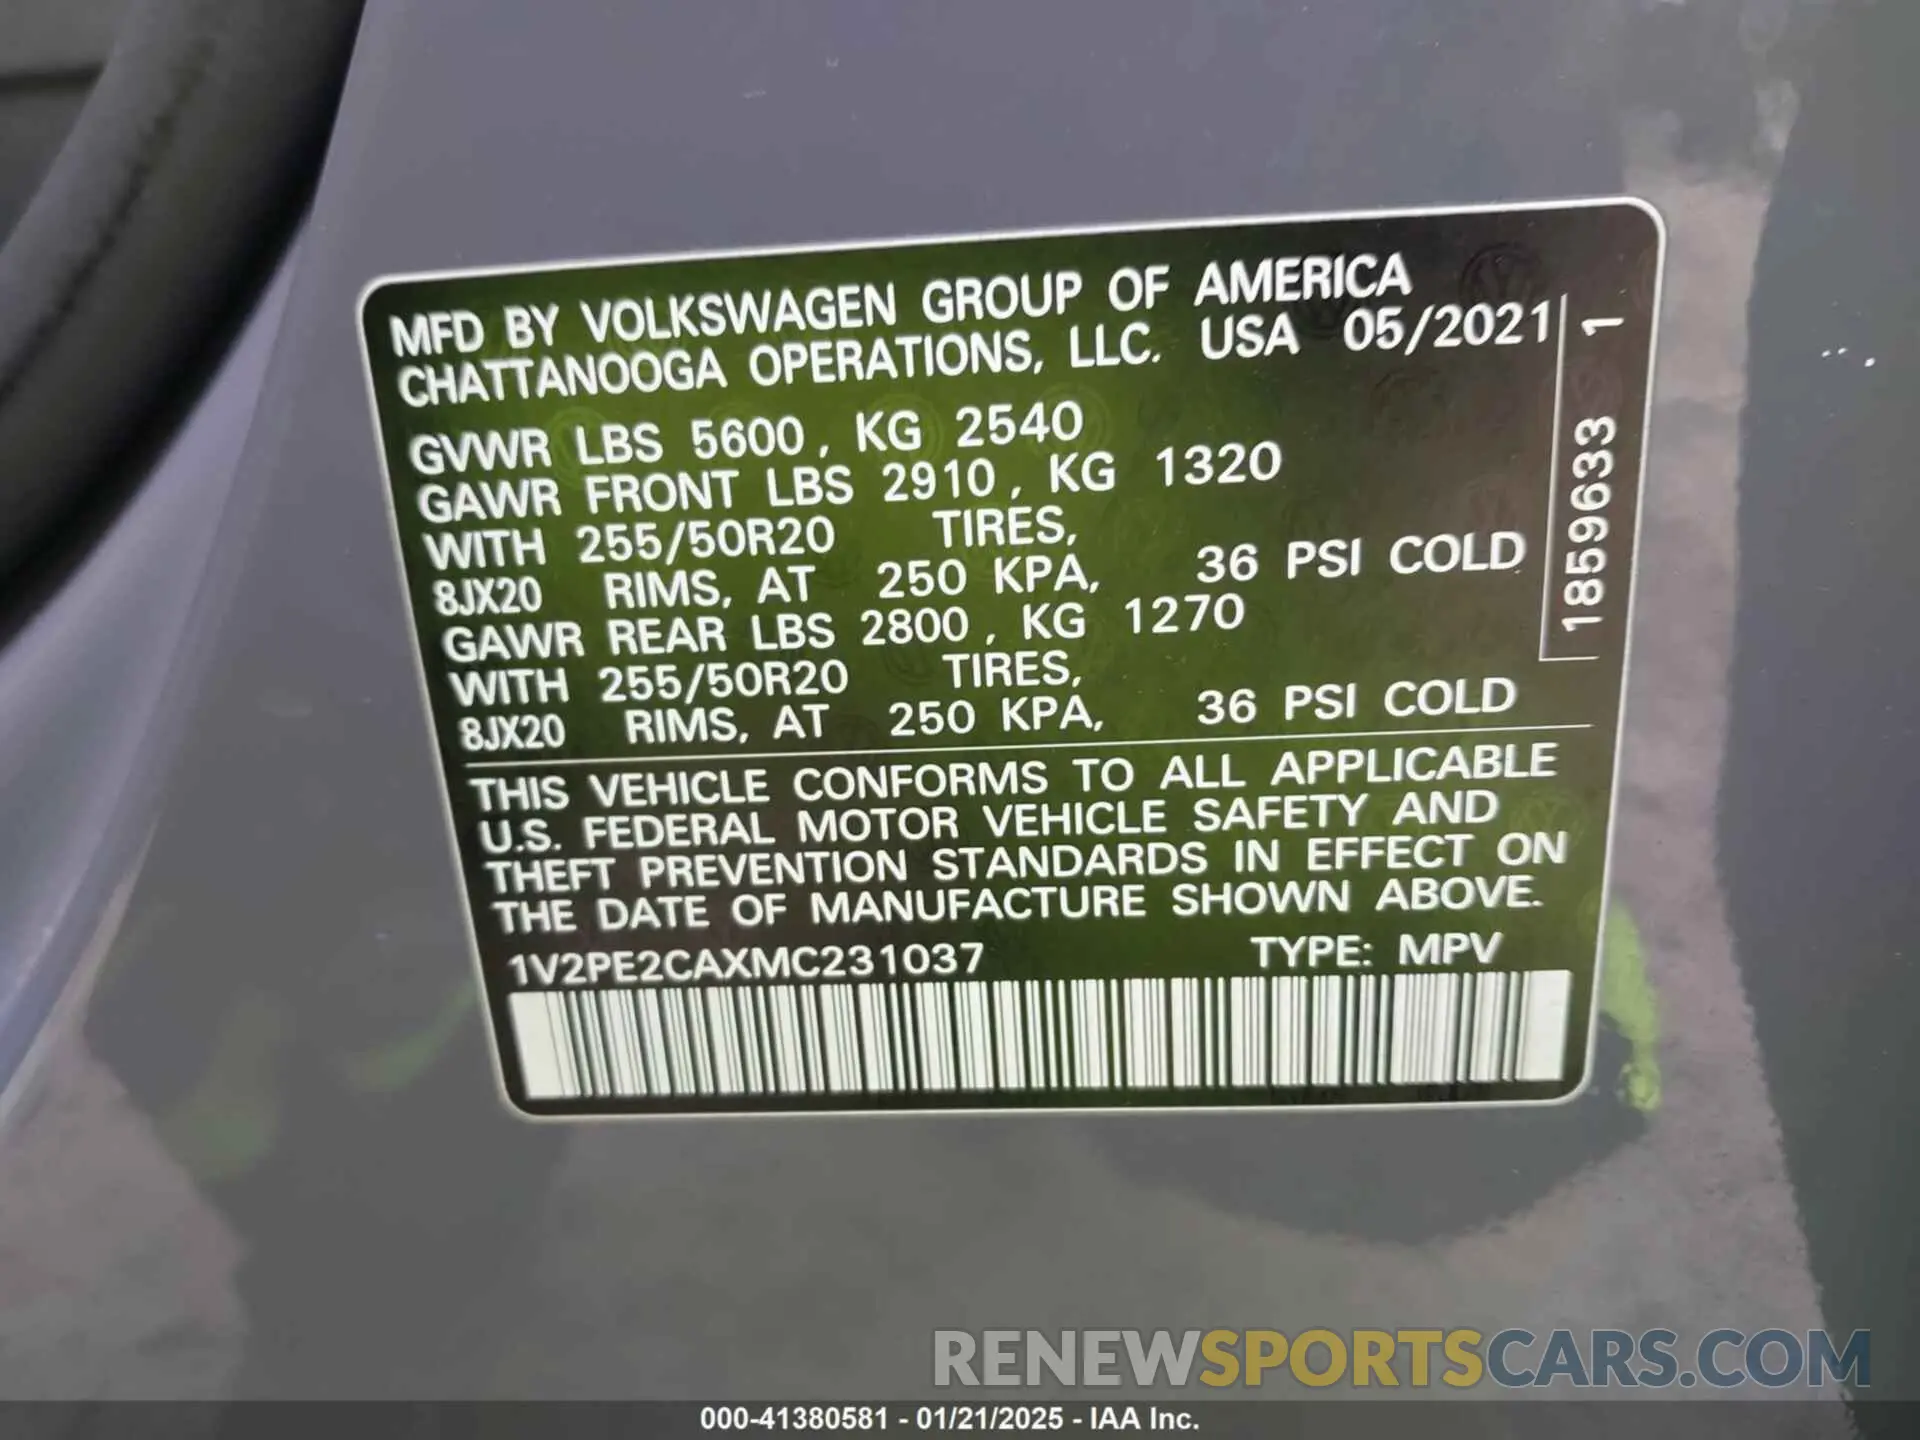 MFD BY VOLKSWAGEN GROUP OF AMERICA
CHATTANOOGA OPERATIONS, LLC. USA 05/2021
GVWR LBS 5600, KG 2540
GAWR FRONT LBS 2910, KG 1320
WITH 255/50R20 TIRES,
8JX20 RIMS, AT 250 KPA, 36 PSI COLD
GAWR REAR LBS 2800, KG 1270
WITH 255/50R20 TIRES,
8JX20 RIMS, AT 250 KPA, 36 PSI COLD
1859633 1
THIS VEHICLE CONFORMS TO ALL APPLICABLE
U.S. FEDERAL MOTOR VEHICLE SAFETY AND
THEFT PREVENTION STANDARDS IN EFFECT ON
THE DATE OF MANUFACTURE SHOWN ABOVE.
1V2PE2CAXMC231037 TYPE: MPV
RENEWSPORTSCARS.COM
000-41380581 - 01/21/2025 - IAA Inc.